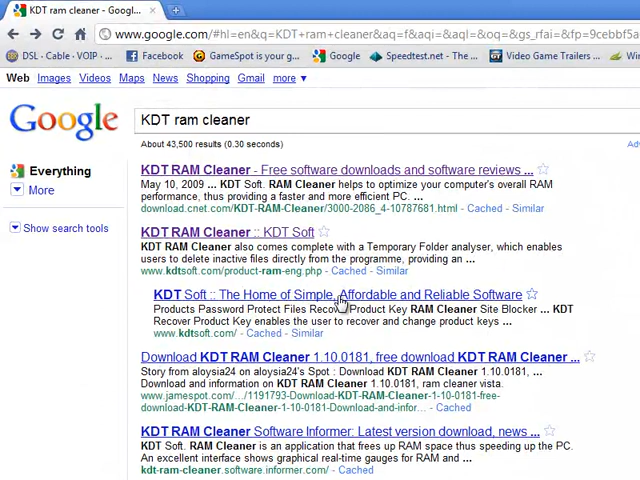 KDT ram cleaner - Googl...
www.google.com/#hl=en&q=KDT+ram+cleaner&aq=f&aqi=&aql=&oq=&gs_rfai=&fp=9cebbf5a
DSL · Cable · VOIP ... GameSpot is your g... Google Speedtest.net - The ... Video Game Trailers ... Win
Web Images Videos Maps News Shopping Gmail more
Google
KDT ram cleaner
About 43,500 results (0.30 seconds)
Everything
More
Show search tools
KDT RAM Cleaner - Free software downloads and software reviews ...
May 10, 2009 ... KDT Soft. RAM Cleaner helps to optimize your computer's overall RAM
performance, thus providing a faster and more efficient PC. ...
download.cnet.com/KDT-RAM-Cleaner/3000-2086_4-10787681.html - Cached - Similar
KDT RAM Cleaner :: KDT Soft
KDT RAM Cleaner also comes complete with a Temporary Folder analyser, which enables
users to delete inactive files directly from the programme, providing an ...
www.kdtsoft.com/product-ram-eng.php - Cached - Similar
KDT Soft :: The Home of Simple, Affordable and Reliable Software
Products Password Protect Files Recover Product Key RAM Cleaner Site Blocker ... KDT
Recover Product Key enables the user to recover and change product keys ...
www.kdtsoft.com/ - Cached - Similar
Download KDT RAM Cleaner 1.10.0181, free download KDT RAM Cleaner ...
Story from aloysia24 on aloysia24's Spot : Download KDT RAM Cleaner 1.10.0181,
Download and information on KDT RAM Cleaner 1.10.0181, ram cleaner vista.
www.jamespot.com/.../1191793-Download-KDT-RAM-Cleaner-1-10-0181-free-
download-KDT-RAM-Cleaner-1-10-0181-Download-and-infor... - Cached
KDT RAM Cleaner Software Informer: Latest version download, news ...
KDT Soft. RAM Cleaner is an application that frees up RAM space thus speeding up the PC.
An excellent interface shows graphical real-time gauges for RAM and ...
kdt-ram-cleaner.software.informer.com/ - Cached